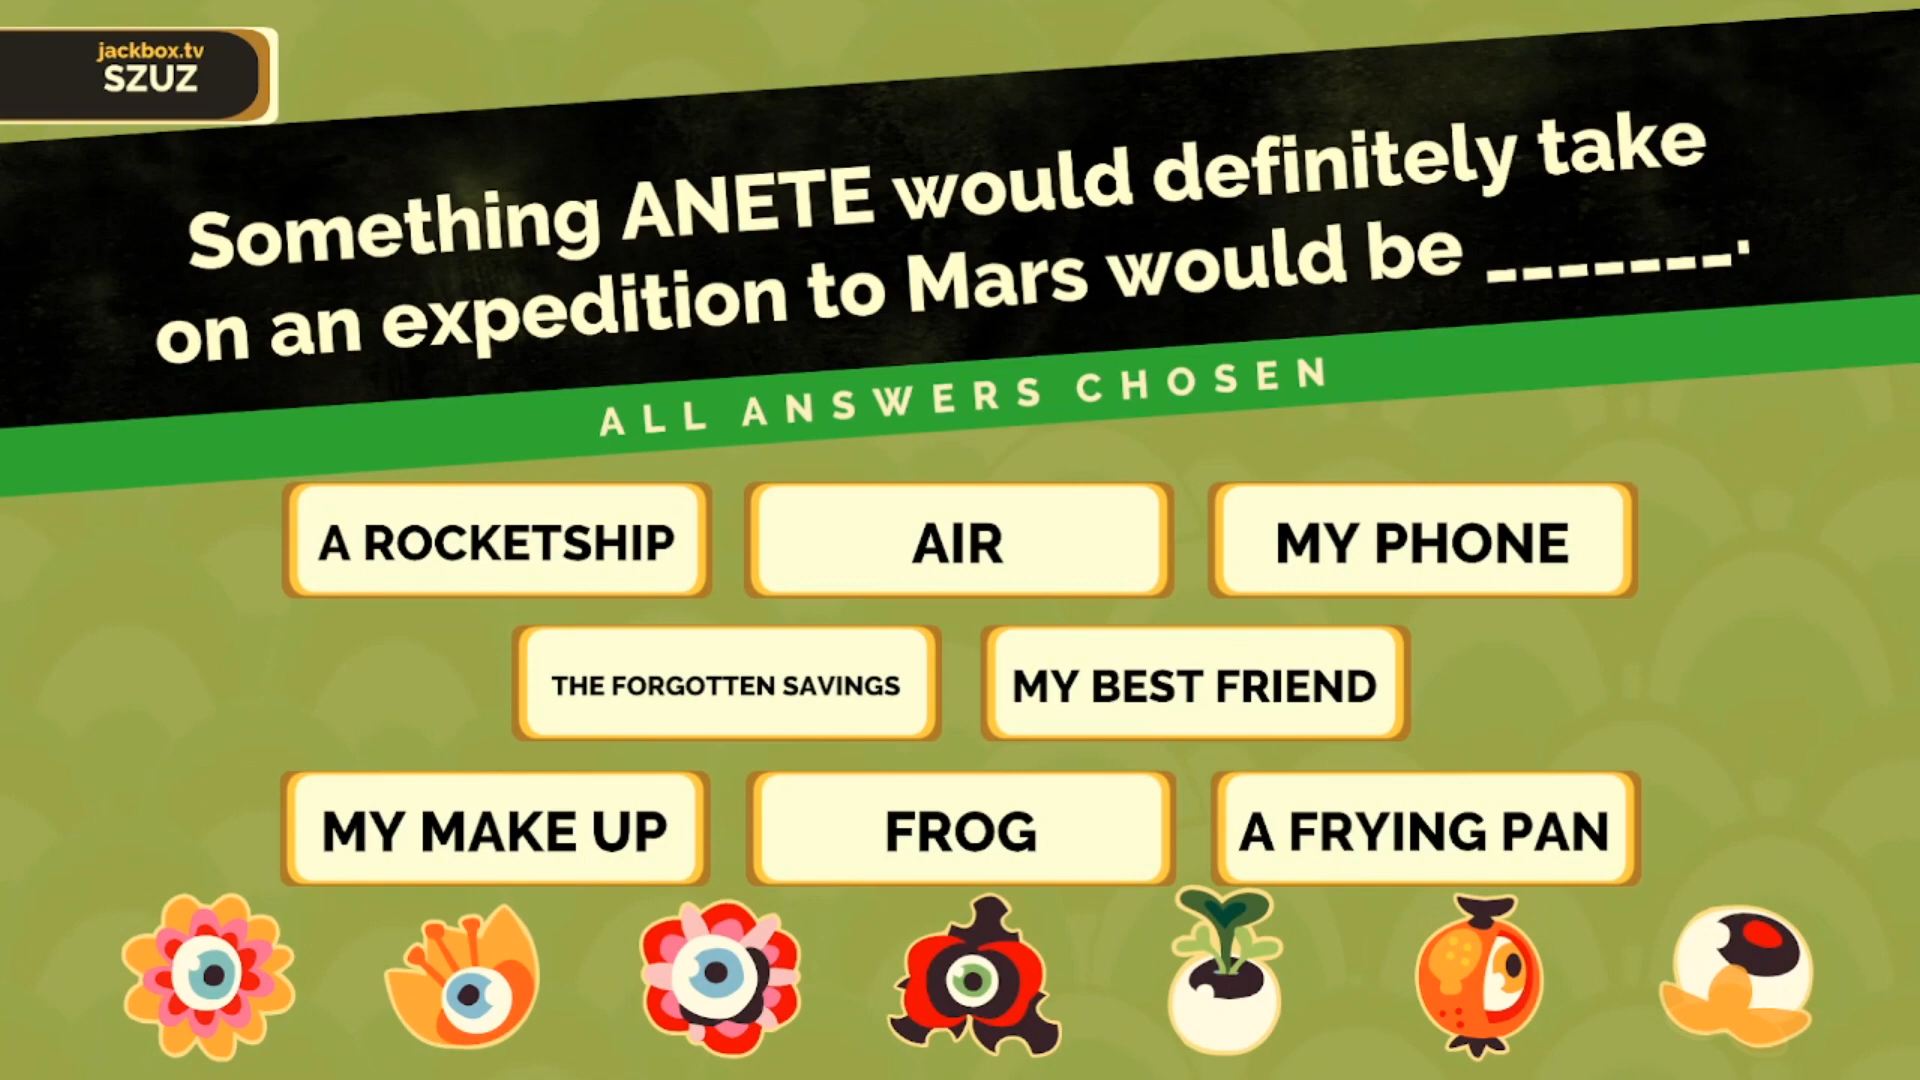 jackbox.tv
SZUZ
Something ANETE would definitely take
on an expedition to Mars would be _______.
ALL ANSWERS CHOSEN
A ROCKETSHIP
AIR
MY PHONE
THE FORGOTTEN SAVINGS
MY BEST FRIEND
MY MAKE UP
FROG
A FRYING PAN